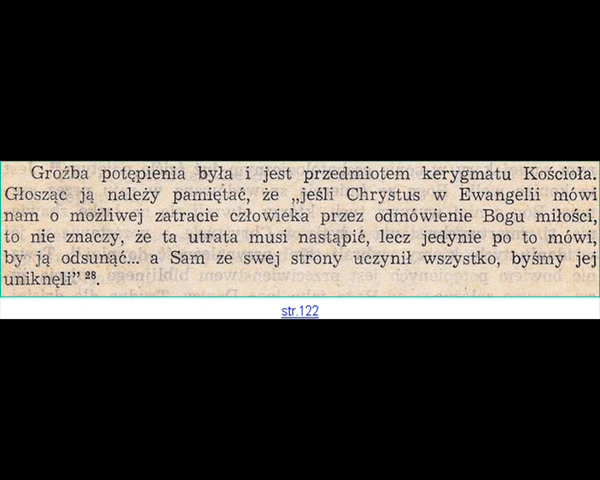 Groźba potępienia była i jest przedmiotem kerygmatu Kościoła.
Głosząc ją należy pamiętać, że „jeśli Chrystus w Ewangelii mówi
nam o możliwej zatracie człowieka przez odmówienie Bogu miłości,
to nie znaczy, że ta utrata musi nastąpić, lecz jedynie po to mówi,
by ją odsunąć... a Sam ze swej strony uczynił wszystko, byśmy jej
uniknęli” 28.
str.122